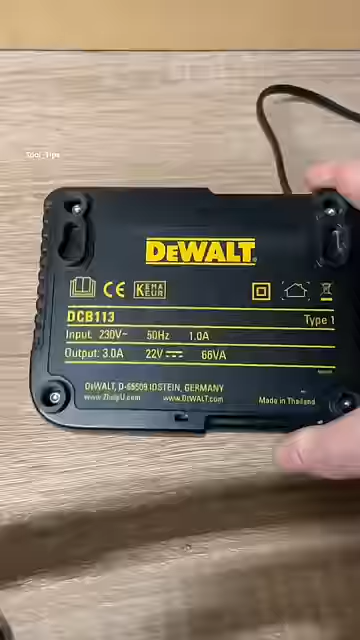 Tool_Tips
DEWALT
CE KEMA KEUR
DCB113 Type 1
Input. 230V~ 50Hz 1.0A
Output: 3.0A 22V 66VA
DeWALT, D-65509 IDSTEIN, GERMANY
www.2helpU.com www.DeWALT.com Made in Thailand